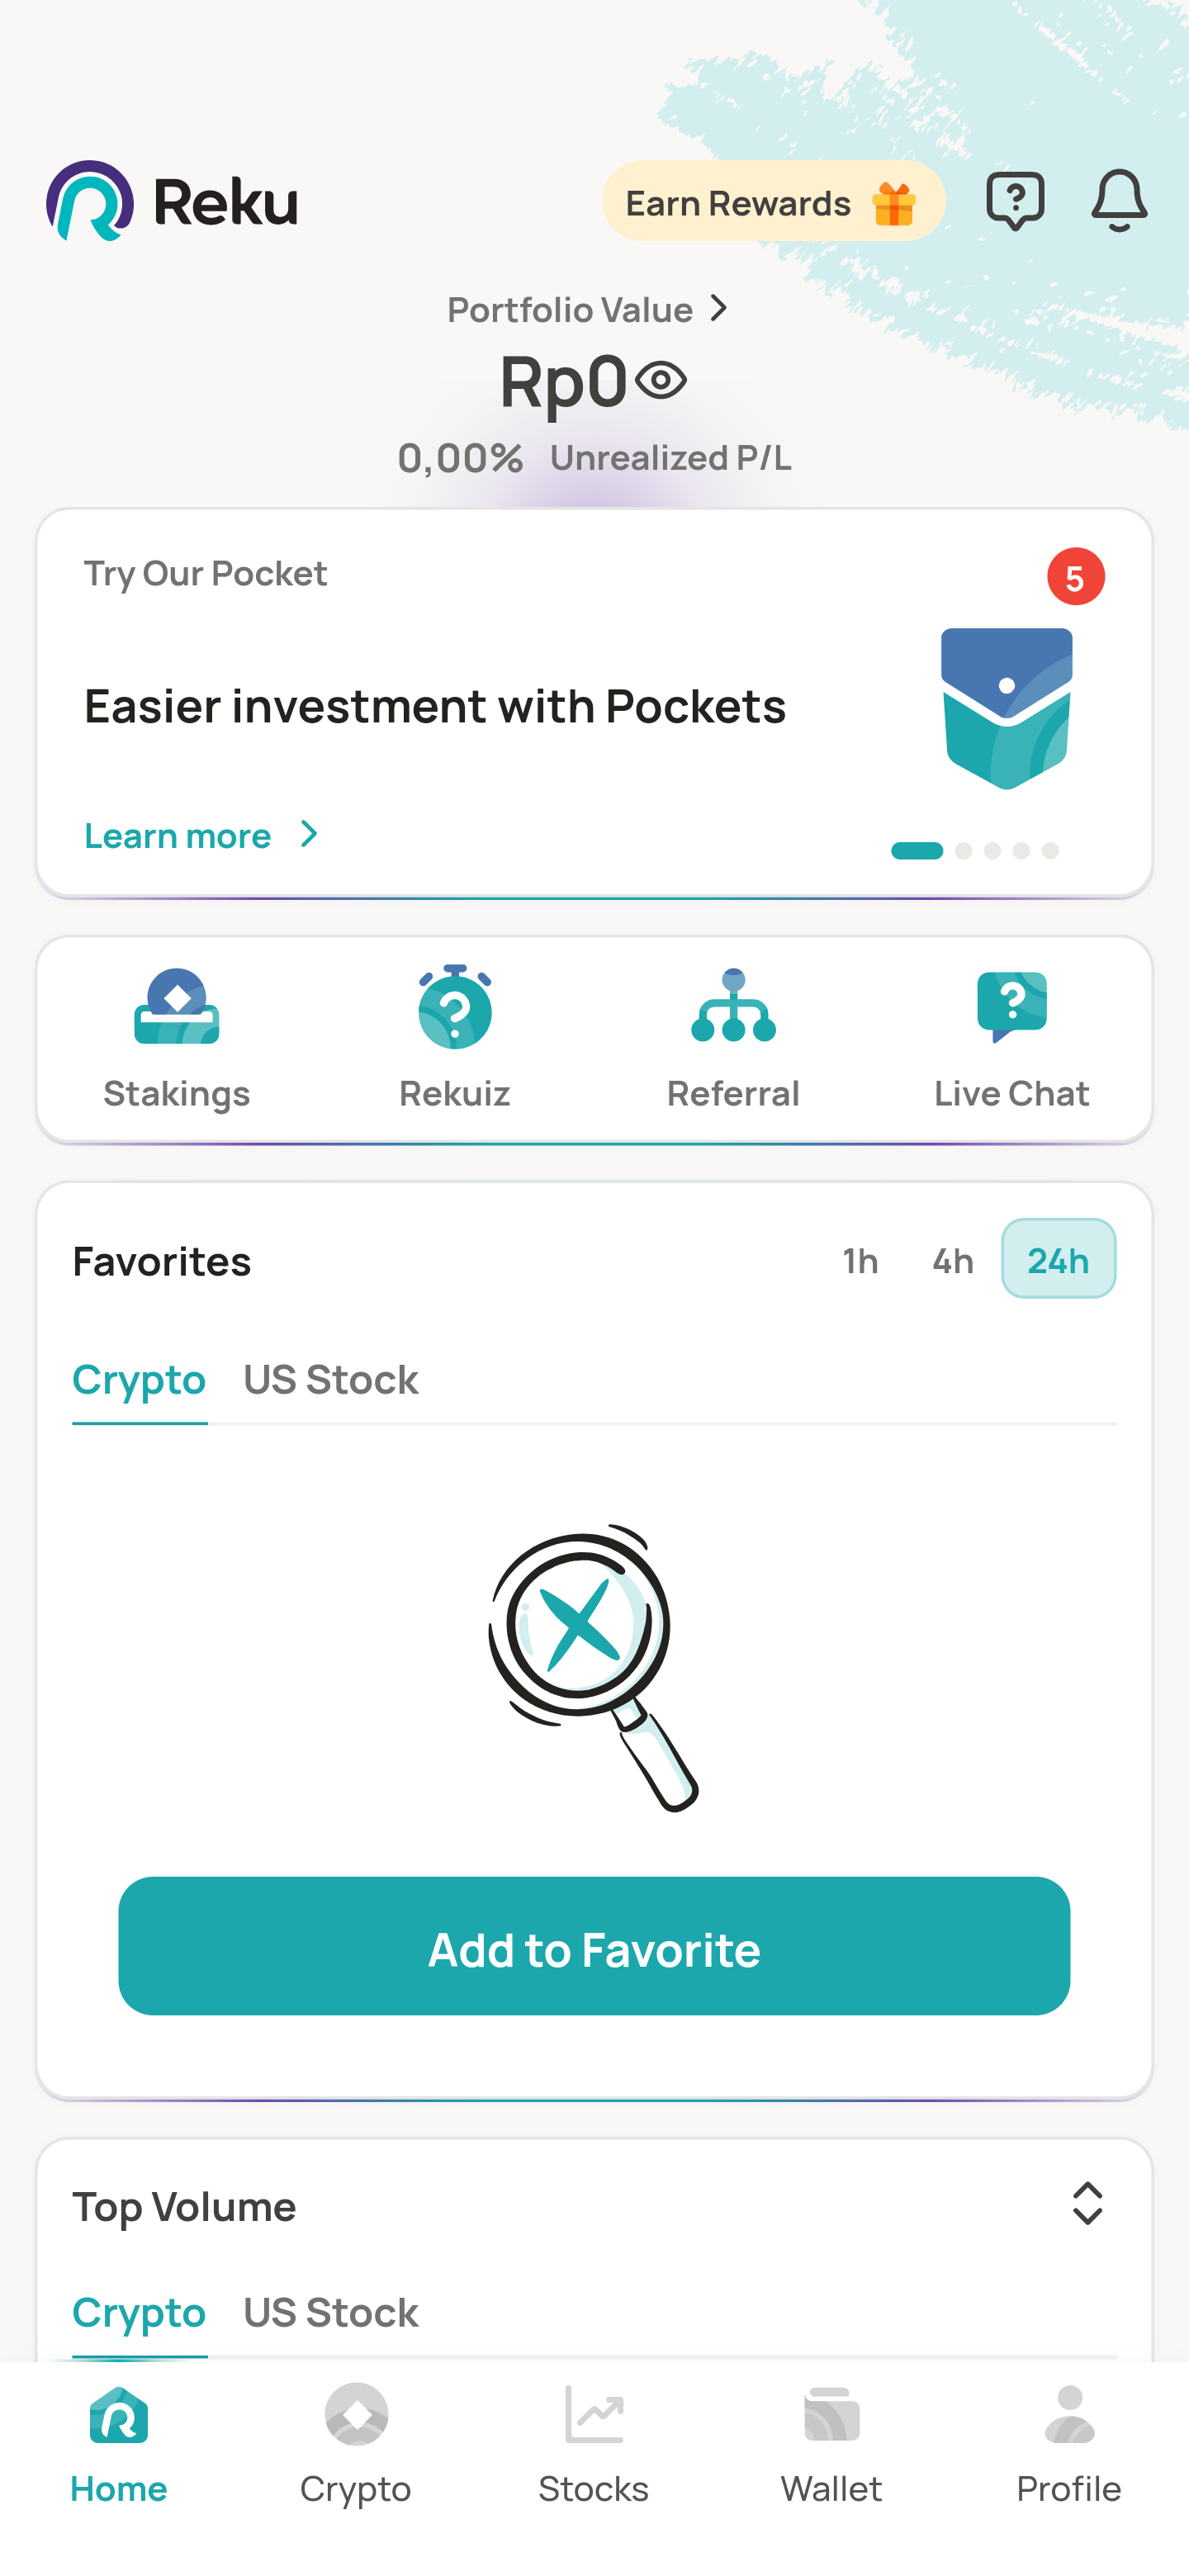 Reku
Earn Rewards
Portfolio Value
Rp0
0,00% Unrealized P/L
Try Our Pocket
5
Easier investment with Pockets
Learn more
Stakings
Rekuiz
Referral
Live Chat
Favorites
1h
4h
24h
Crypto
US Stock
Add to Favorite
Top Volume
Crypto
US Stock
Home
Crypto
Stocks
Wallet
Profile